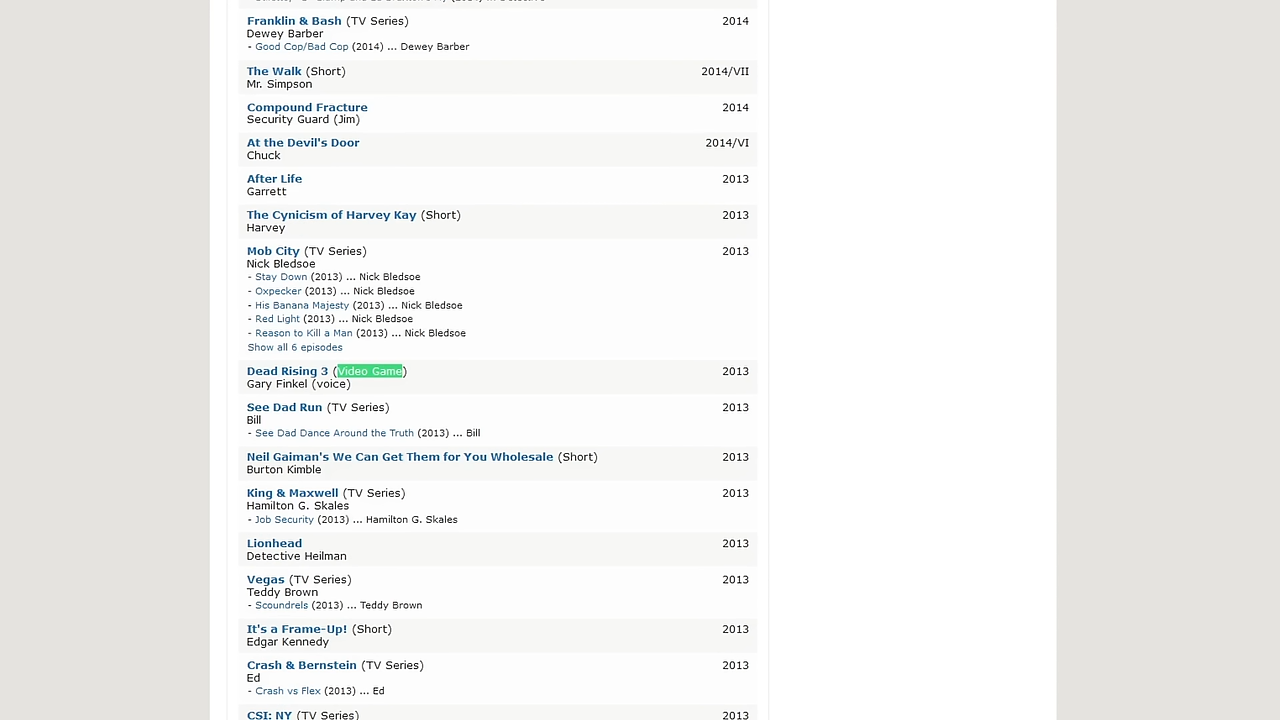 Franklin & Bash (TV Series) 2014
Dewey Barber
- Good Cop/Bad Cop (2014) ... Dewey Barber
The Walk (Short) 2014/VII
Mr. Simpson
Compound Fracture 2014
Security Guard (Jim)
At the Devil's Door 2014/VI
Chuck
After Life 2013
Garrett
The Cynicism of Harvey Kay (Short) 2013
Harvey
Mob City (TV Series) 2013
Nick Bledsoe
- Stay Down (2013) ... Nick Bledsoe
- Oxpecker (2013) ... Nick Bledsoe
- His Banana Majesty (2013) ... Nick Bledsoe
- Red Light (2013) ... Nick Bledsoe
- Reason to Kill a Man (2013) ... Nick Bledsoe
Show all 6 episodes
Dead Rising 3 (Video Game) 2013
Gary Finkel (voice)
See Dad Run (TV Series) 2013
Bill
- See Dad Dance Around the Truth (2013) ... Bill
Neil Gaiman's We Can Get Them for You Wholesale (Short) 2013
Burton Kimble
King & Maxwell (TV Series) 2013
Hamilton G. Skales
- Job Security (2013) ... Hamilton G. Skales
Lionhead 2013
Detective Heilman
Vegas (TV Series) 2013
Teddy Brown
- Scoundrels (2013) ... Teddy Brown
It's a Frame-Up! (Short) 2013
Edgar Kennedy
Crash & Bernstein (TV Series) 2013
Ed
- Crash vs Flex (2013) ... Ed
CSI: NY (TV Series) 2013